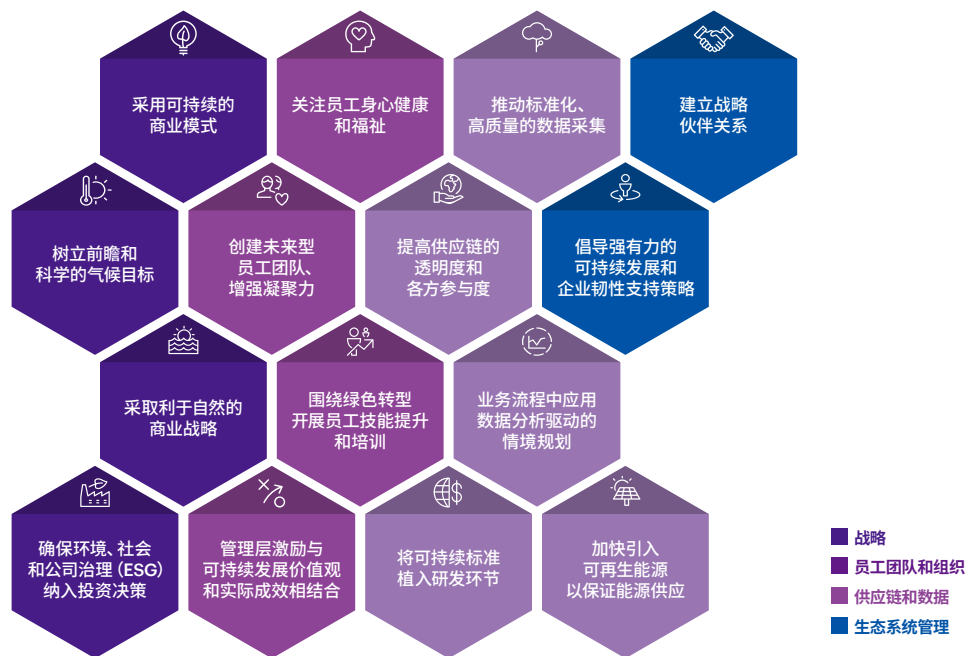 采用可持续的
商业模式
关注员工身心健康
和福祉
推动标准化、
高质量的数据采集
建立战略
伙伴关系
树立前瞻和
科学的气候目标
创建未来型
员工团队、
增强凝聚力
提高供应链的
透明度和
各方参与度
倡导强有力的
可持续发展和
企业韧性支持策略
采取利于自然的
商业战略
围绕绿色转型
开展员工技能提升
和培训
业务流程中应用
数据分析驱动的
情境规划
确保环境、社会
和公司治理（ESG）
纳入投资决策
管理层激励与
可持续发展价值观
和实际成效相结合
将可持续标准
植入研发环节
加快引入
可再生能源
以保证能源供应
战略
员工团队和组织
供应链和数据
生态系统管理